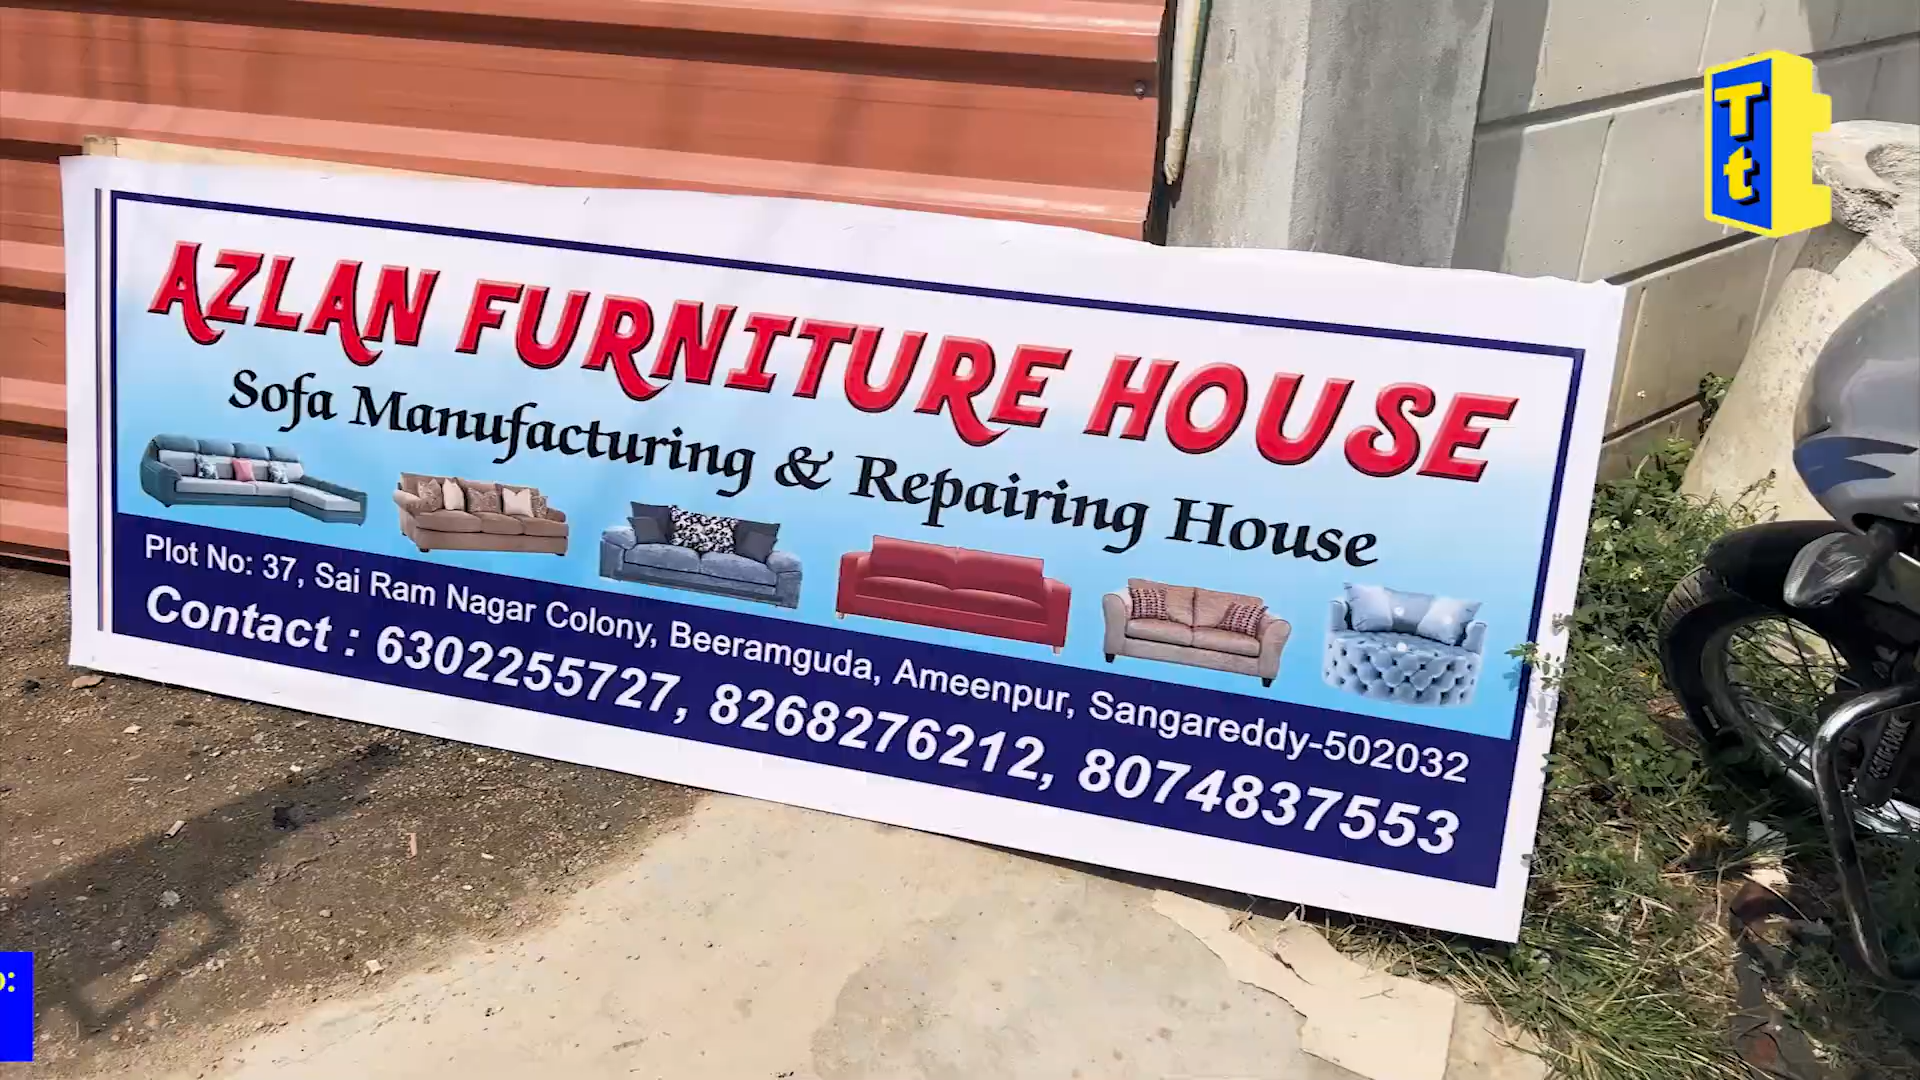 AZLAN FURNITURE HOUSE
Sofa Manufacturing & Repairing House
Plot No: 37, Sai Ram Nagar Colony, Beeramguda, Ameenpur, Sangareddy-502032
Contact : 6302255727, 8268276212, 8074837553
T
t